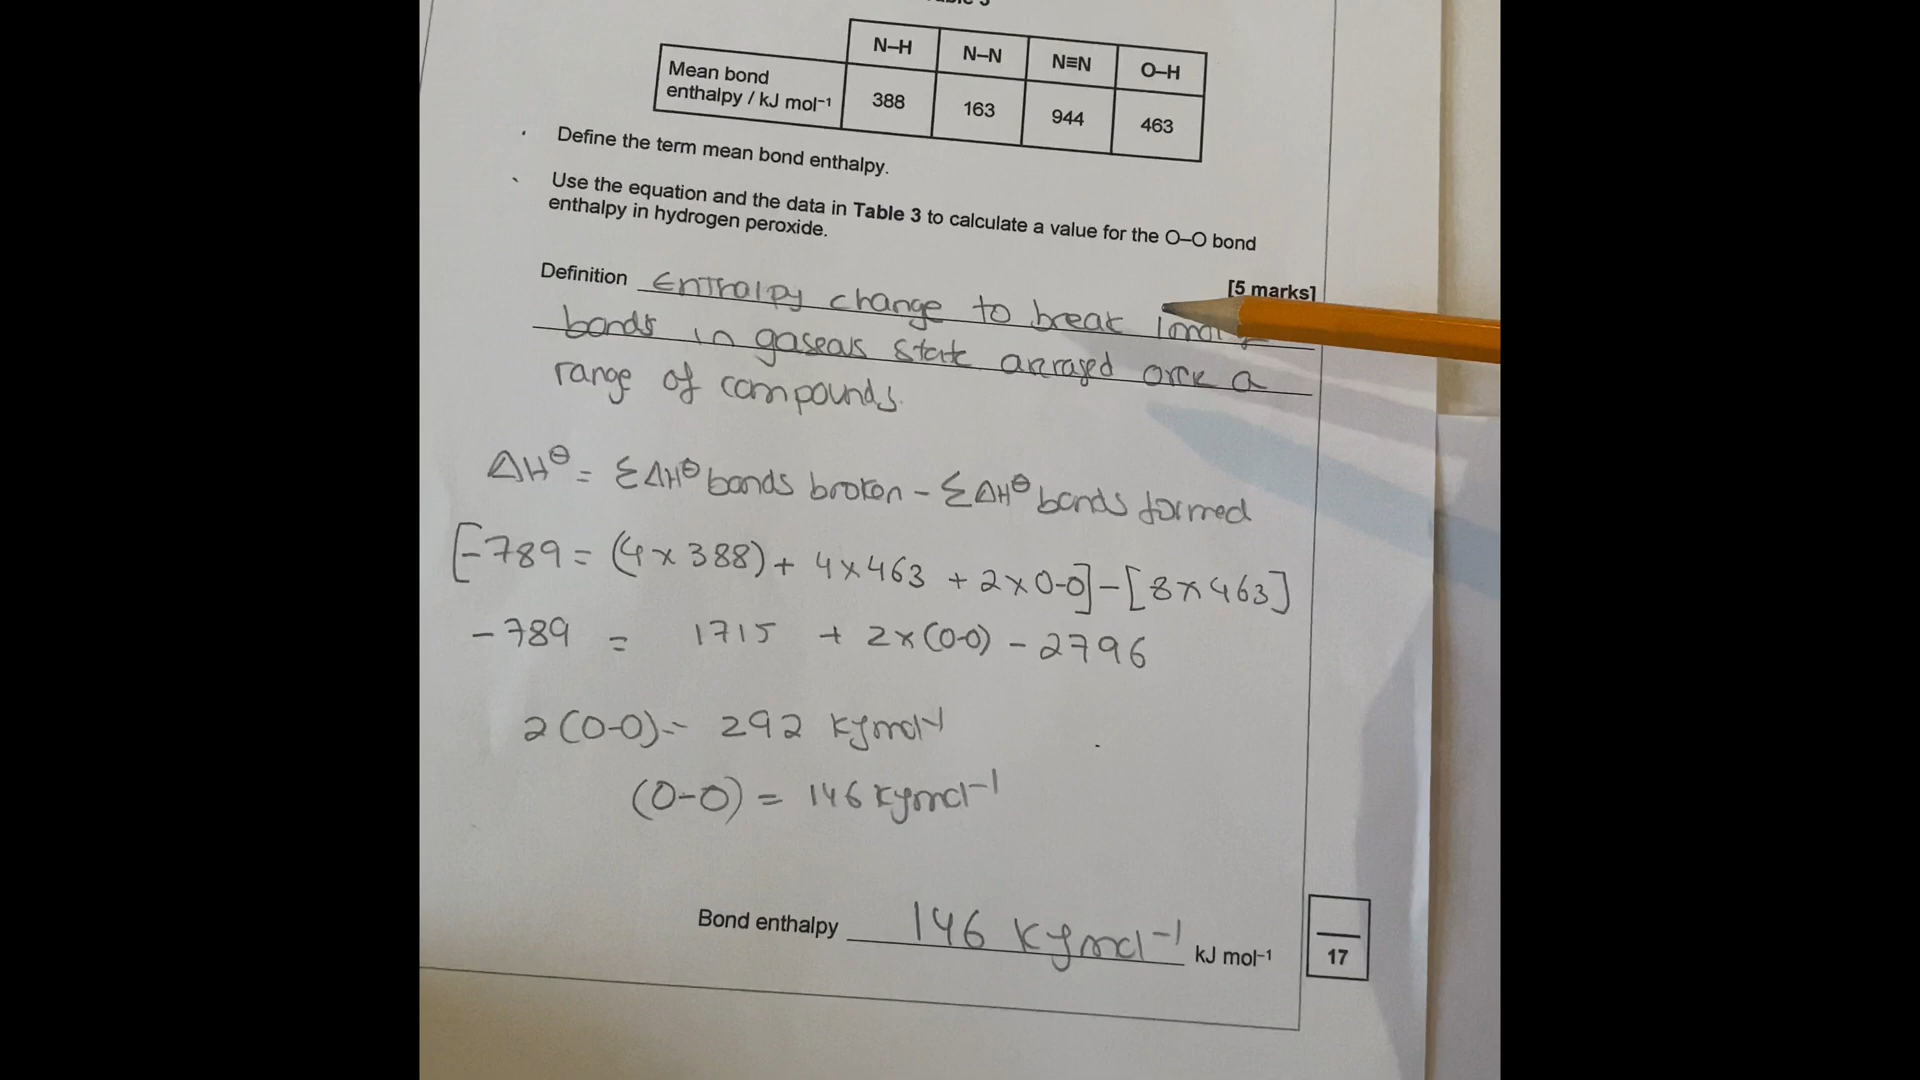 N–H N–N N≡N O–H
Mean bond
enthalpy / kJ mol⁻¹ 388 163 944 463
Define the term mean bond enthalpy.
Use the equation and the data in Table 3 to calculate a value for the O–O bond
enthalpy in hydrogen peroxide.
[5 marks]
Definition Enthalpy change to break 1mol
bonds in gaseous state averaged over a
range of compounds.
ΔH⊖ = ΣΔH⊖ bonds broken - ΣΔH⊖ bonds formed
[-789 = (4 x 388) + 4 x 463 + 2 x O-O] - [8 x 463]
-789 = 1715 + 2 x (O-O) - 2796
2(O-O) = 292 kJmol-1
(O-O) = 146 kJmol-1
Bond enthalpy 146 kJmol-1 kJ mol⁻¹
17